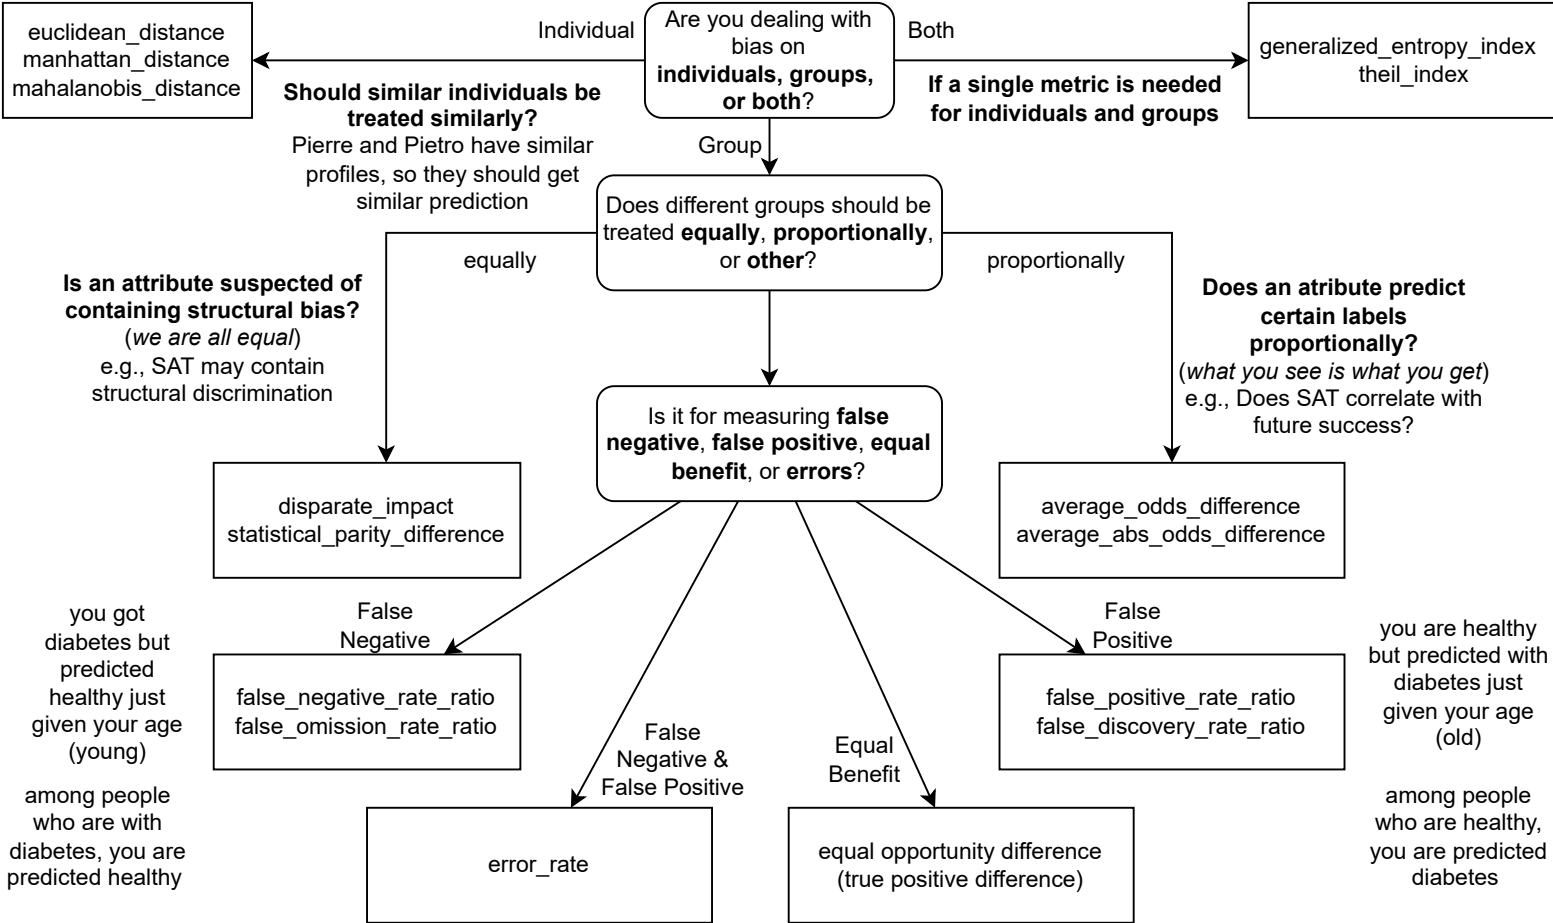 euclidean_distance
manhattan_distance
mahalanobis_distance
Individual
Are you dealing with
bias on
individuals, groups,
or both?
Both
generalized_entropy_index
theil_index
Should similar individuals be
treated similarly?
Pierre and Pietro have similar
profiles, so they should get
similar prediction
If a single metric is needed
for individuals and groups
Group
Does different groups should be
treated equally, proportionally,
or other?
equally
proportionally
Is an attribute suspected of
containing structural bias?
(we are all equal)
e.g., SAT may contain
structural discrimination
Does an atribute predict
certain labels
proportionally?
(what you see is what you get)
e.g., Does SAT correlate with
future success?
Is it for measuring false
negative, false positive, equal
benefit, or errors?
disparate_impact
statistical_parity_difference
average_odds_difference
average_abs_odds_difference
you got
diabetes but
predicted
healthy just
given your age
(young)
False
Negative
false_negative_rate_ratio
false_omission_rate_ratio
False
Positive
false_positive_rate_ratio
false_discovery_rate_ratio
you are healthy
but predicted with
diabetes just
given your age
(old)
False
Negative &
False Positive
Equal
Benefit
among people
who are with
diabetes, you are
predicted healthy
error_rate
equal opportunity difference
(true positive difference)
among people
who are healthy,
you are predicted
diabetes